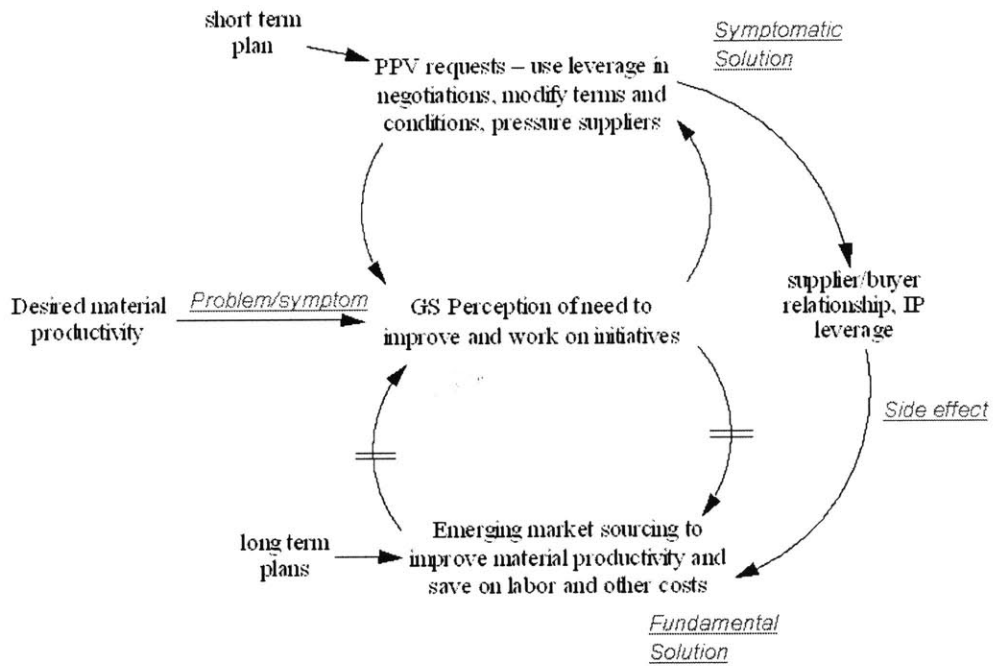 short term
plan
Symptomatic
Solution
PPV requests – use leverage in
negotiations, modify terms and
conditions, pressure suppliers
Desired material
productivity
Problem/symptom
GS Perception of need to
improve and work on initiatives
supplier/buyer
relationship, IP
leverage
Side effect
long term
plans
Emerging market sourcing to
improve material productivity and
save on labor and other costs
Fundamental
Solution